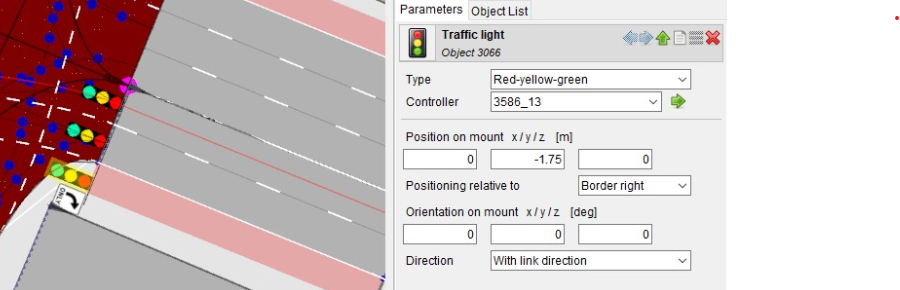 Parameters Object List
Traffic light
Object 3066
Type Red-yellow-green
Controller 3586_13
Position on mount x / y / z [m]
0 -1.75 0
Positioning relative to Border right
Orientation on mount x / y / z [deg]
0 0 0
Direction With link direction
ONLY